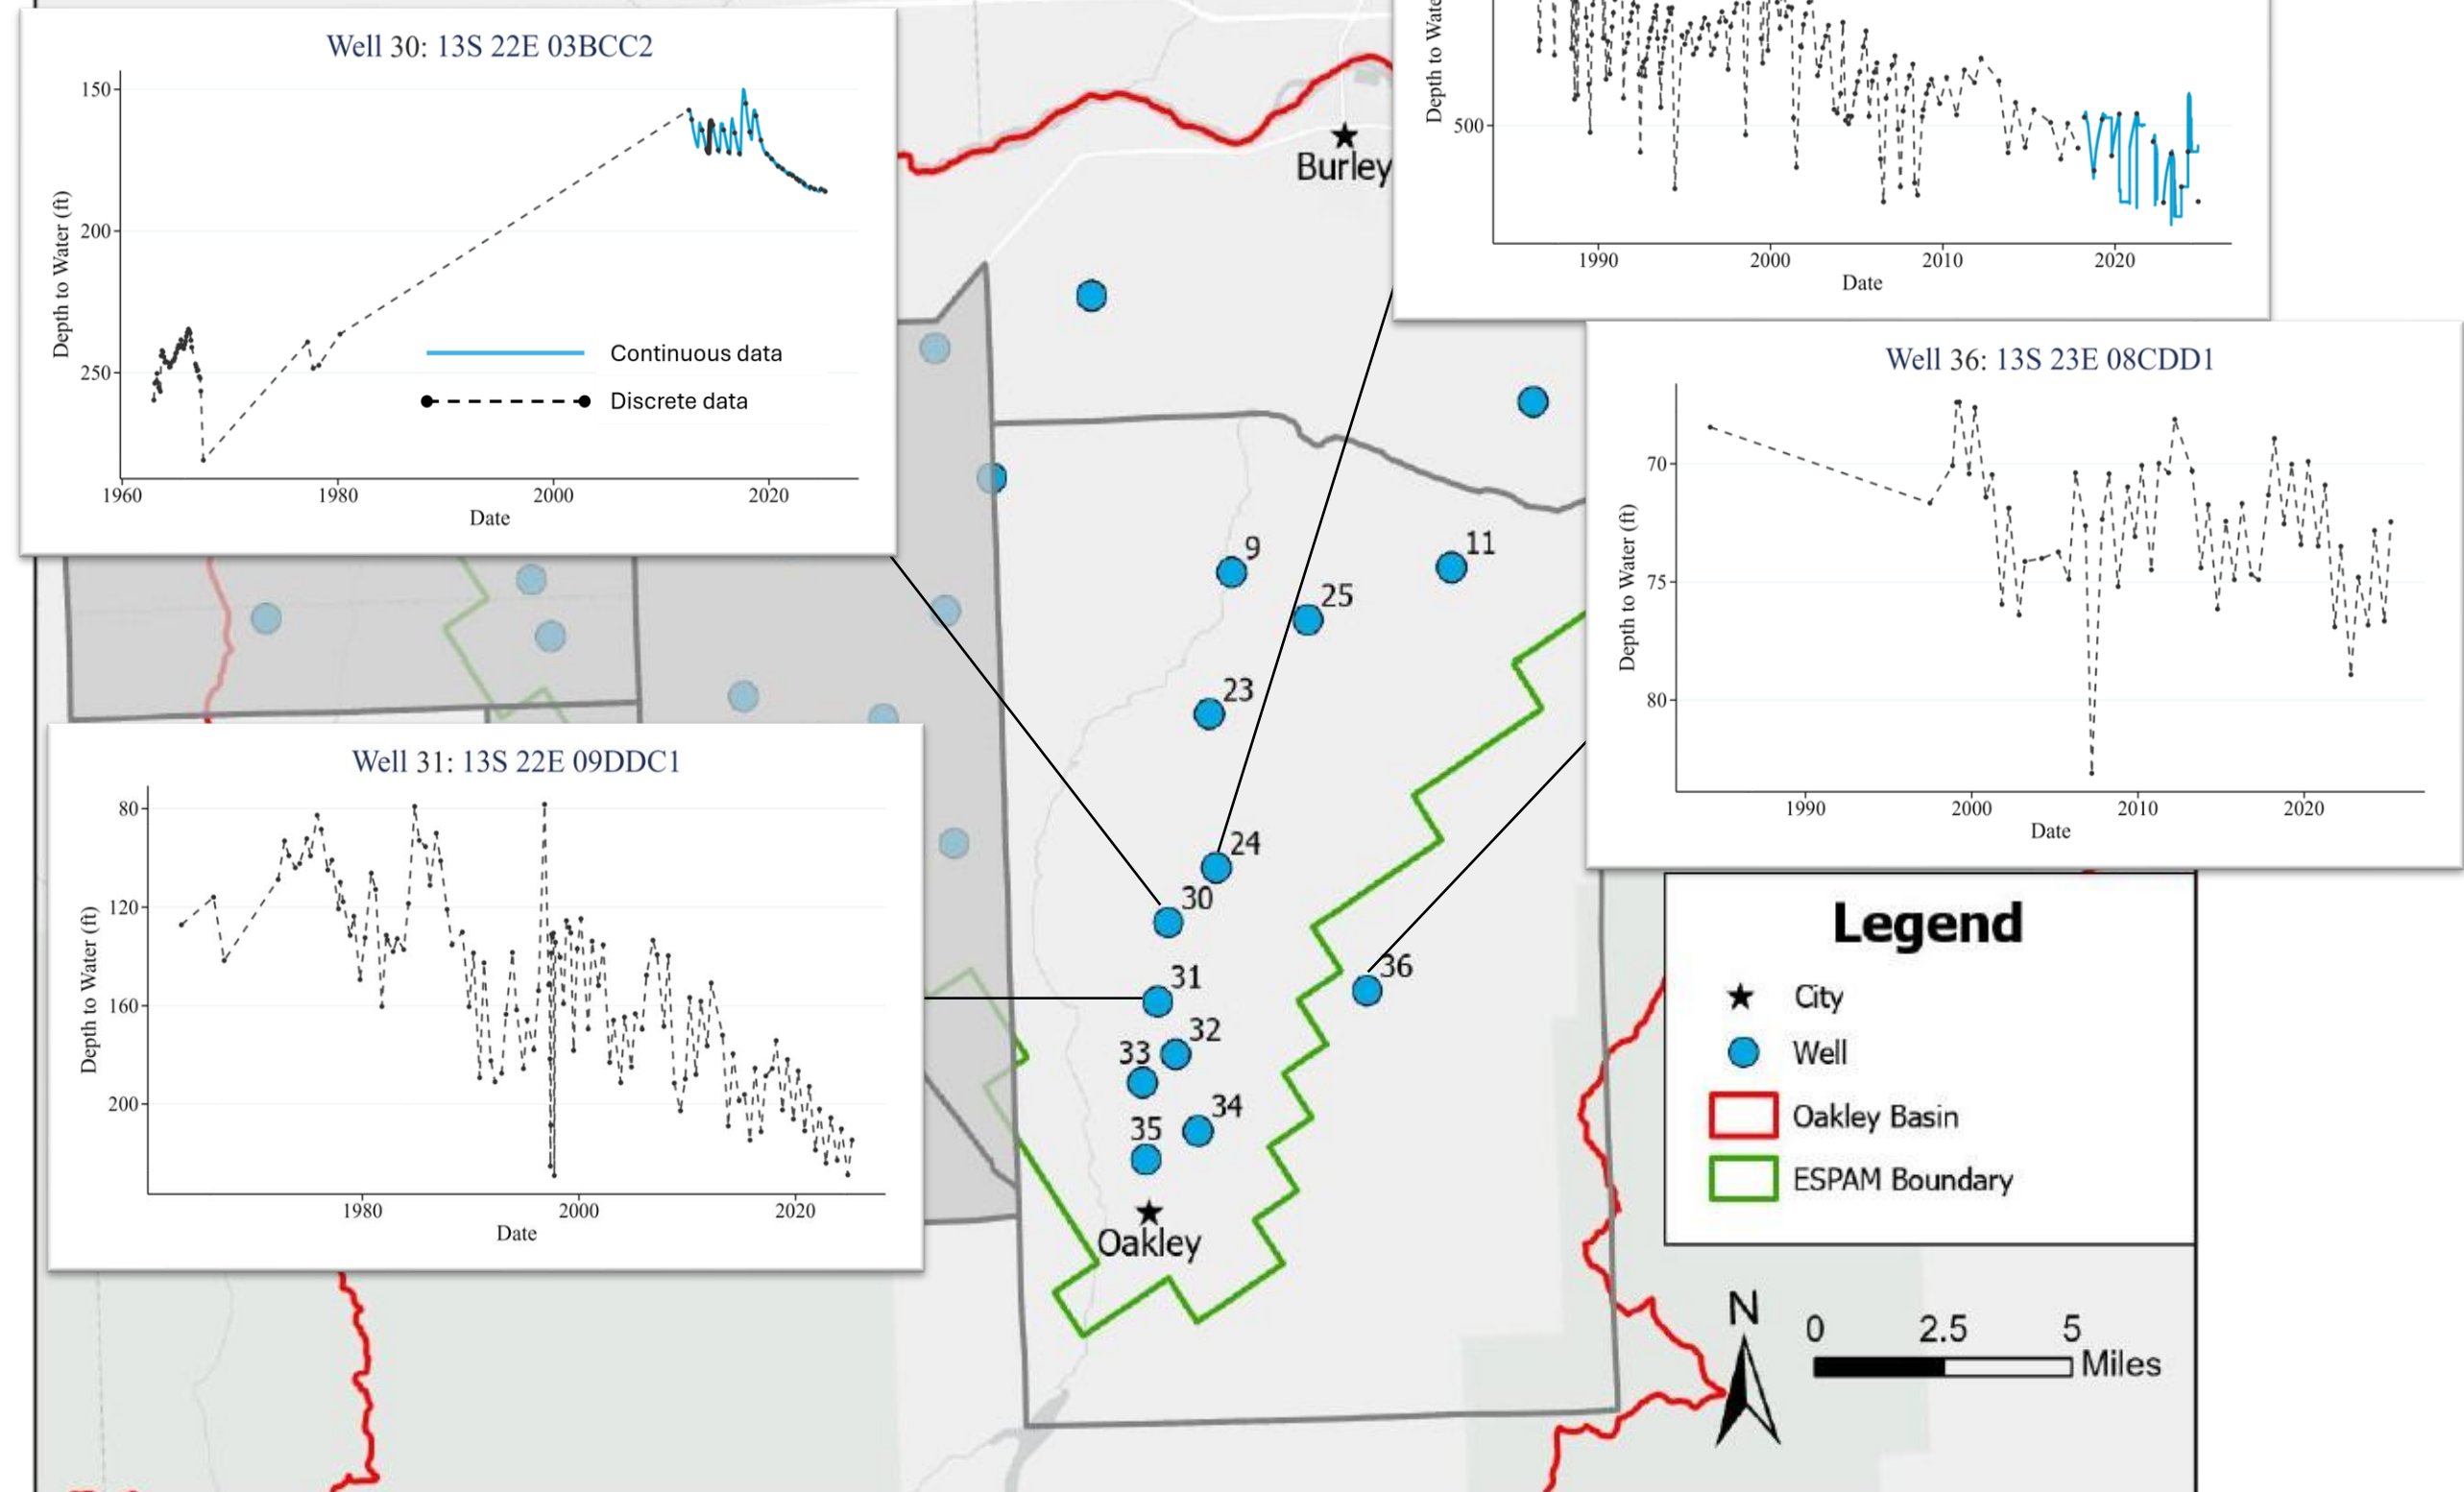 Well 30: 13S 22E 03BCC2
Depth to Water (ft)
150
200
250
1960
1980
2000
2020
Date
Continuous data
Discrete data
Depth to Wate
500
1990
2000
2010
2020
Date
Burley
Well 36: 13S 23E 08CDD1
Depth to Water (ft)
70
75
80
1990
2000
2010
2020
Date
9
11
25
23
24
30
31
36
32
33
34
35
Oakley
Well 31: 13S 22E 09DDC1
Depth to Water (ft)
80
120
160
200
1980
2000
2020
Date
Legend
City
Well
Oakley Basin
ESPAM Boundary
N
0 2.5 5
Miles